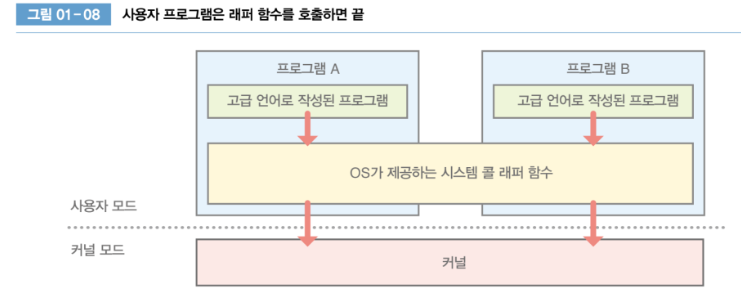 그림 01-08 사용자 프로그램은 래퍼 함수를 호출하면 끝
프로그램 A
프로그램 B
고급 언어로 작성된 프로그램
고급 언어로 작성된 프로그램
OS가 제공하는 시스템 콜 래퍼 함수
사용자 모드
커널 모드
커널